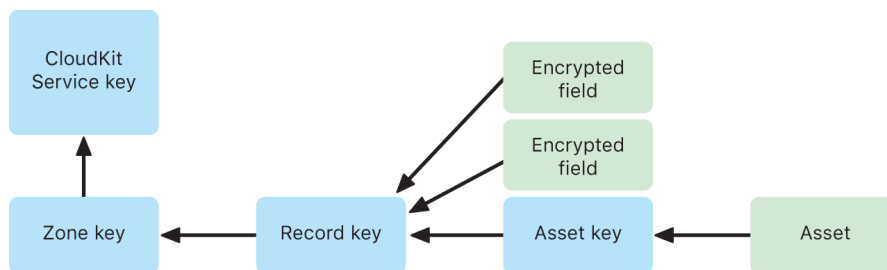 CloudKit
Service key
Encrypted
field
Encrypted
field
Zone key
Record key
Asset key
Asset